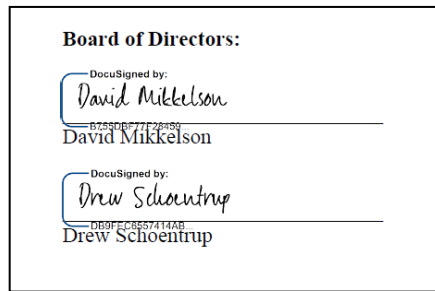 Board of Directors:
DocuSigned by:
David Mikkelson
B755DBF77F28459...
David Mikkelson
DocuSigned by:
Drew Schoentrup
DB9FEC6557414AB...
Drew Schoentrup